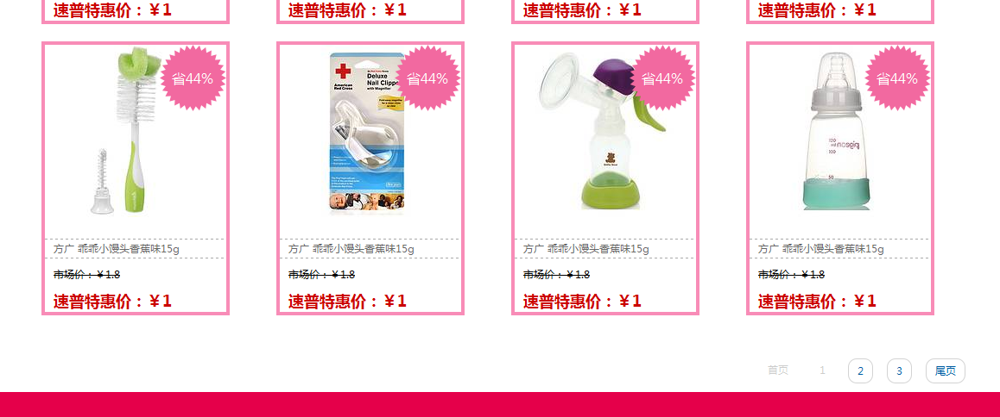 速普特惠价：￥1
速普特惠价：￥1
速普特惠价：￥1
速普特惠价：￥1
省44%
省44%
省44%
省44%
American
Red Cross
Deluxe
Nail Clippe
with Magnifier
pigeon
120
100
50
方广 乖乖小馒头香蕉味15g
方广 乖乖小馒头香蕉味15g
方广 乖乖小馒头香蕉味15g
方广 乖乖小馒头香蕉味15g
市场价：￥1.8
市场价：￥1.8
市场价：￥1.8
市场价：￥1.8
速普特惠价：￥1
速普特惠价：￥1
速普特惠价：￥1
速普特惠价：￥1
首页 1 2 3 尾页